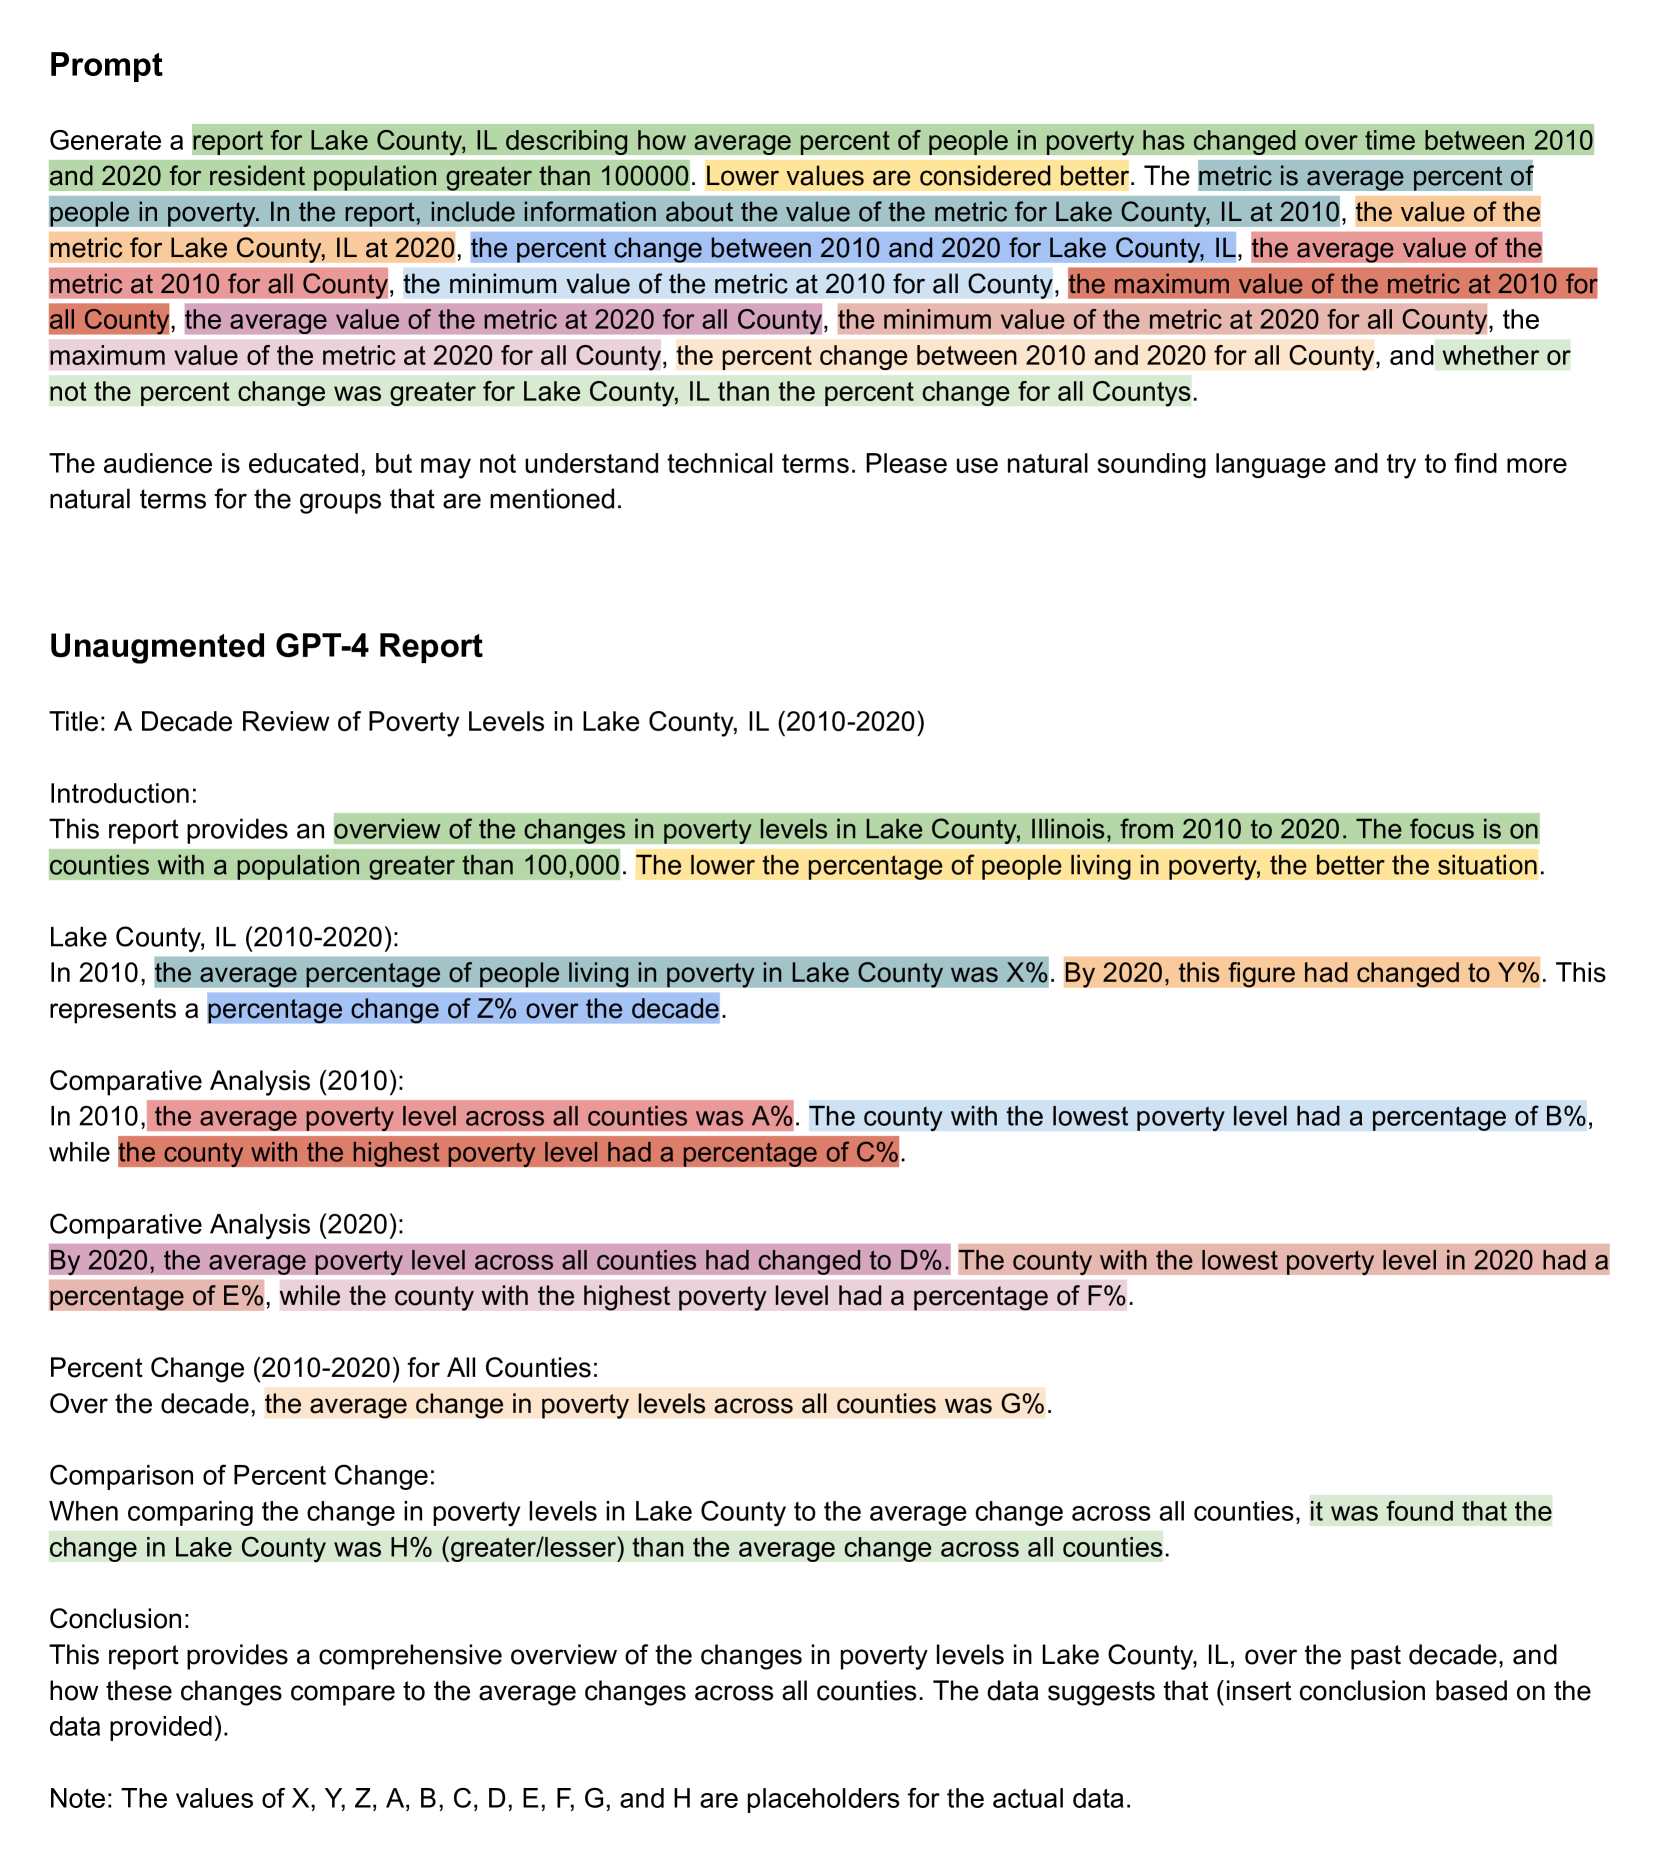 Prompt
Generate a report for Lake County, IL describing how average percent of people in poverty has changed over time between 2010
and 2020 for resident population greater than 100000. Lower values are considered better. The metric is average percent of
people in poverty. In the report, include information about the value of the metric for Lake County, IL at 2010, the value of the
metric for Lake County, IL at 2020, the percent change between 2010 and 2020 for Lake County, IL, the average value of the
metric at 2010 for all County, the minimum value of the metric at 2010 for all County, the maximum value of the metric at 2010 for
all County, the average value of the metric at 2020 for all County, the minimum value of the metric at 2020 for all County, the
maximum value of the metric at 2020 for all County, the percent change between 2010 and 2020 for all County, and whether or
not the percent change was greater for Lake County, IL than the percent change for all Countys.
The audience is educated, but may not understand technical terms. Please use natural sounding language and try to find more
natural terms for the groups that are mentioned.
Unaugmented GPT-4 Report
Title: A Decade Review of Poverty Levels in Lake County, IL (2010-2020)
Introduction:
This report provides an overview of the changes in poverty levels in Lake County, Illinois, from 2010 to 2020. The focus is on
counties with a population greater than 100,000. The lower the percentage of people living in poverty, the better the situation.
Lake County, IL (2010-2020):
In 2010, the average percentage of people living in poverty in Lake County was X%. By 2020, this figure had changed to Y%. This
represents a percentage change of Z% over the decade.
Comparative Analysis (2010):
In 2010, the average poverty level across all counties was A%. The county with the lowest poverty level had a percentage of B%,
while the county with the highest poverty level had a percentage of C%.
Comparative Analysis (2020):
By 2020, the average poverty level across all counties had changed to D%. The county with the lowest poverty level in 2020 had a
percentage of E%, while the county with the highest poverty level had a percentage of F%.
Percent Change (2010-2020) for All Counties:
Over the decade, the average change in poverty levels across all counties was G%.
Comparison of Percent Change:
When comparing the change in poverty levels in Lake County to the average change across all counties, it was found that the
change in Lake County was H% (greater/lesser) than the average change across all counties.
Conclusion:
This report provides a comprehensive overview of the changes in poverty levels in Lake County, IL, over the past decade, and
how these changes compare to the average changes across all counties. The data suggests that (insert conclusion based on the
data provided).
Note: The values of X, Y, Z, A, B, C, D, E, F, G, and H are placeholders for the actual data.